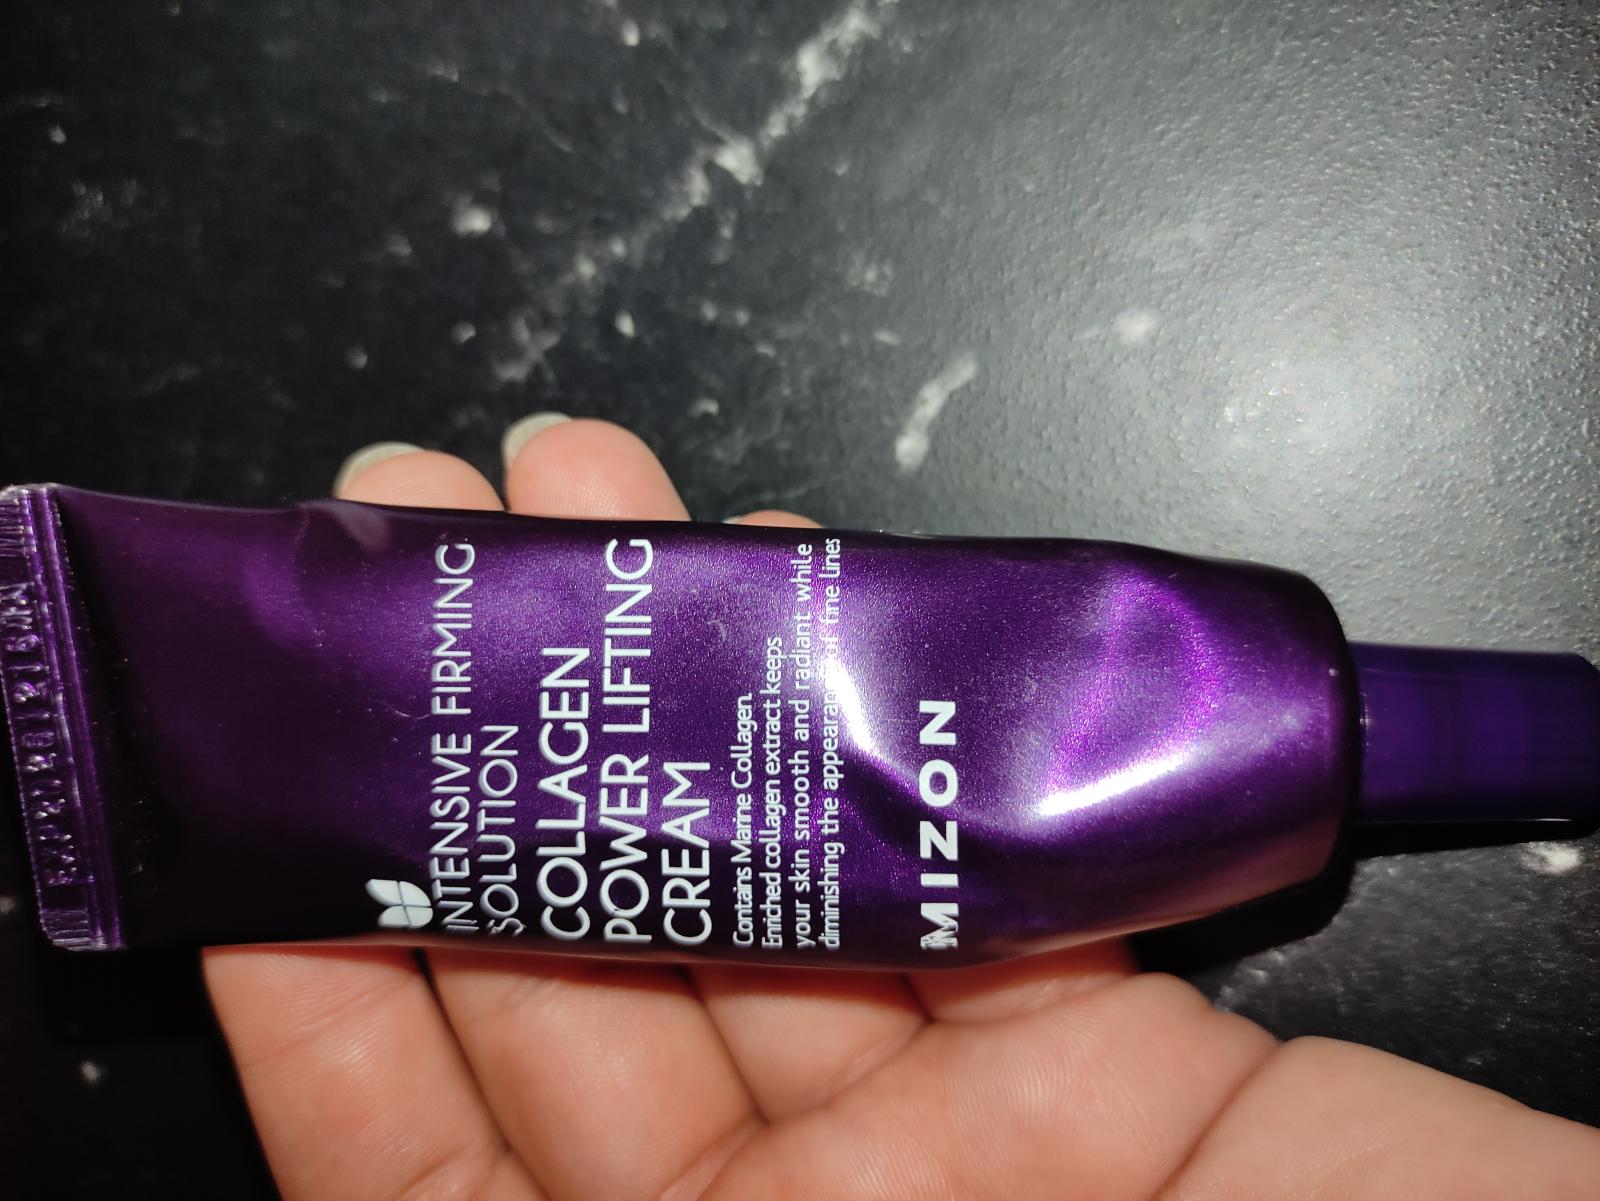 INTENSIVE FIRMING
SOLUTION
COLLAGEN
POWER LIFTING
CREAM
Contains Marine Collagen.
Enriched collagen extract keeps
your skin smooth and radiant while
diminishing the appearance of fine lines
MIZON